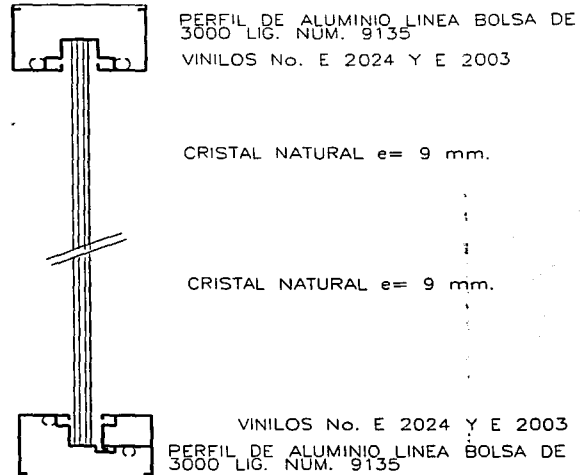 PERFIL DE ALUMINIO LINEA BOLSA DE
3000 LIG. NUM. 9135
VINILOS No. E 2024 Y E 2003
CRISTAL NATURAL e= 9 mm.
CRISTAL NATURAL e= 9 mm.
VINILOS No. E 2024 Y E 2003
PERFIL DE ALUMINIO LINEA BOLSA DE
3000 LIG. NUM. 9135